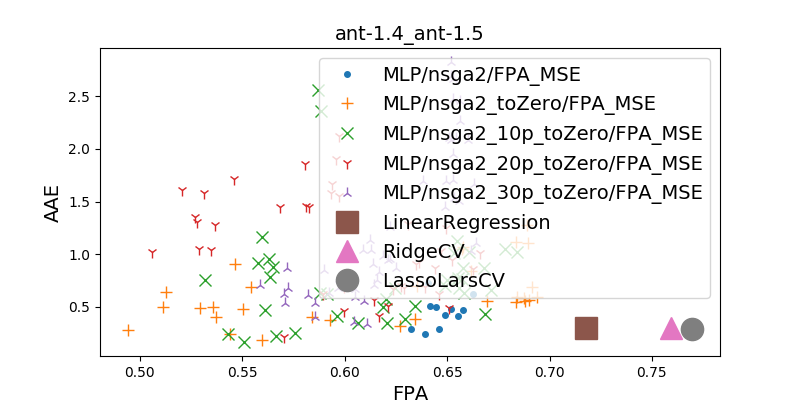 ant-1.4_ant-1.5
AAE
2.5
2.0
1.5
1.0
0.5
MLP/nsga2/FPA_MSE
MLP/nsga2_toZero/FPA_MSE
MLP/nsga2_10p_toZero/FPA_MSE
MLP/nsga2_20p_toZero/FPA_MSE
MLP/nsga2_30p_toZero/FPA_MSE
LinearRegression
RidgeCV
LassoLarsCV
0.50 0.55 0.60 0.65 0.70 0.75
FPA